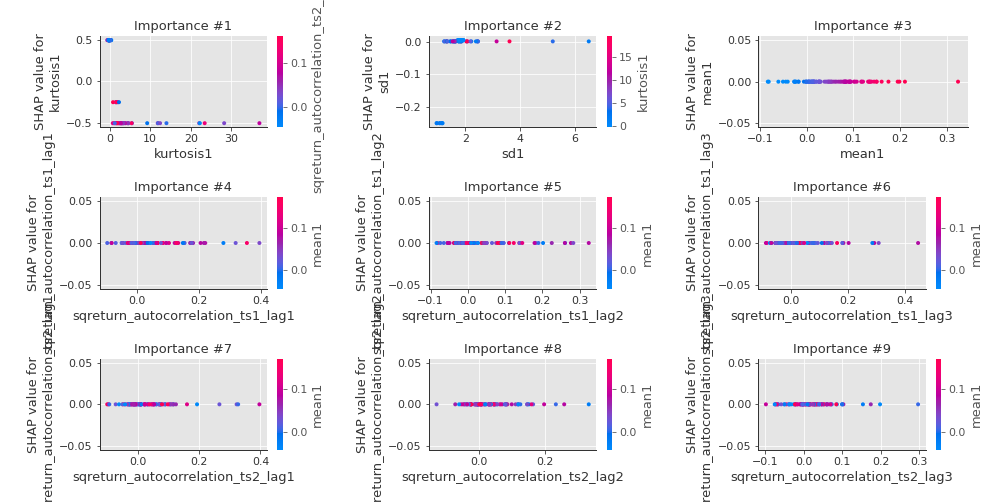 Importance #1
SHAP value for
kurtosis1
0.5
0.0
−0.5
0
10
20
30
kurtosis1
0.1
0.0
Importance #2
SHAP value for
sd1
0.0
−0.1
−0.2
2
4
6
sd1
15
10
5
0
kurtosis1
Importance #3
SHAP value for
mean1
0.05
0.00
−0.05
−0.1
0.0
0.1
0.2
0.3
mean1
Importance #4
SHAP value for
sqreturn_autocorrelation_ts1_lag1
0.05
0.00
−0.05
0.0
0.2
0.4
sqreturn_autocorrelation_ts1_lag1
0.1
0.0
mean1
Importance #5
SHAP value for
sqreturn_autocorrelation_ts1_lag2
0.05
0.00
−0.05
−0.1
0.0
0.1
0.2
0.3
sqreturn_autocorrelation_ts1_lag2
0.1
0.0
mean1
Importance #6
SHAP value for
sqreturn_autocorrelation_ts1_lag3
0.05
0.00
−0.05
0.0
0.2
0.4
sqreturn_autocorrelation_ts1_lag3
0.1
0.0
mean1
Importance #7
SHAP value for
0.05
0.00
−0.05
0.0
0.2
0.4
sqreturn_autocorrelation_ts2_lag1
0.1
0.0
mean1
Importance #8
SHAP value for
0.05
0.00
−0.05
0.0
0.2
sqreturn_autocorrelation_ts2_lag2
0.1
0.0
mean1
Importance #9
SHAP value for
0.05
0.00
−0.05
−0.1
0.0
0.1
0.2
0.3
sqreturn_autocorrelation_ts2_lag3
0.1
0.0
mean1